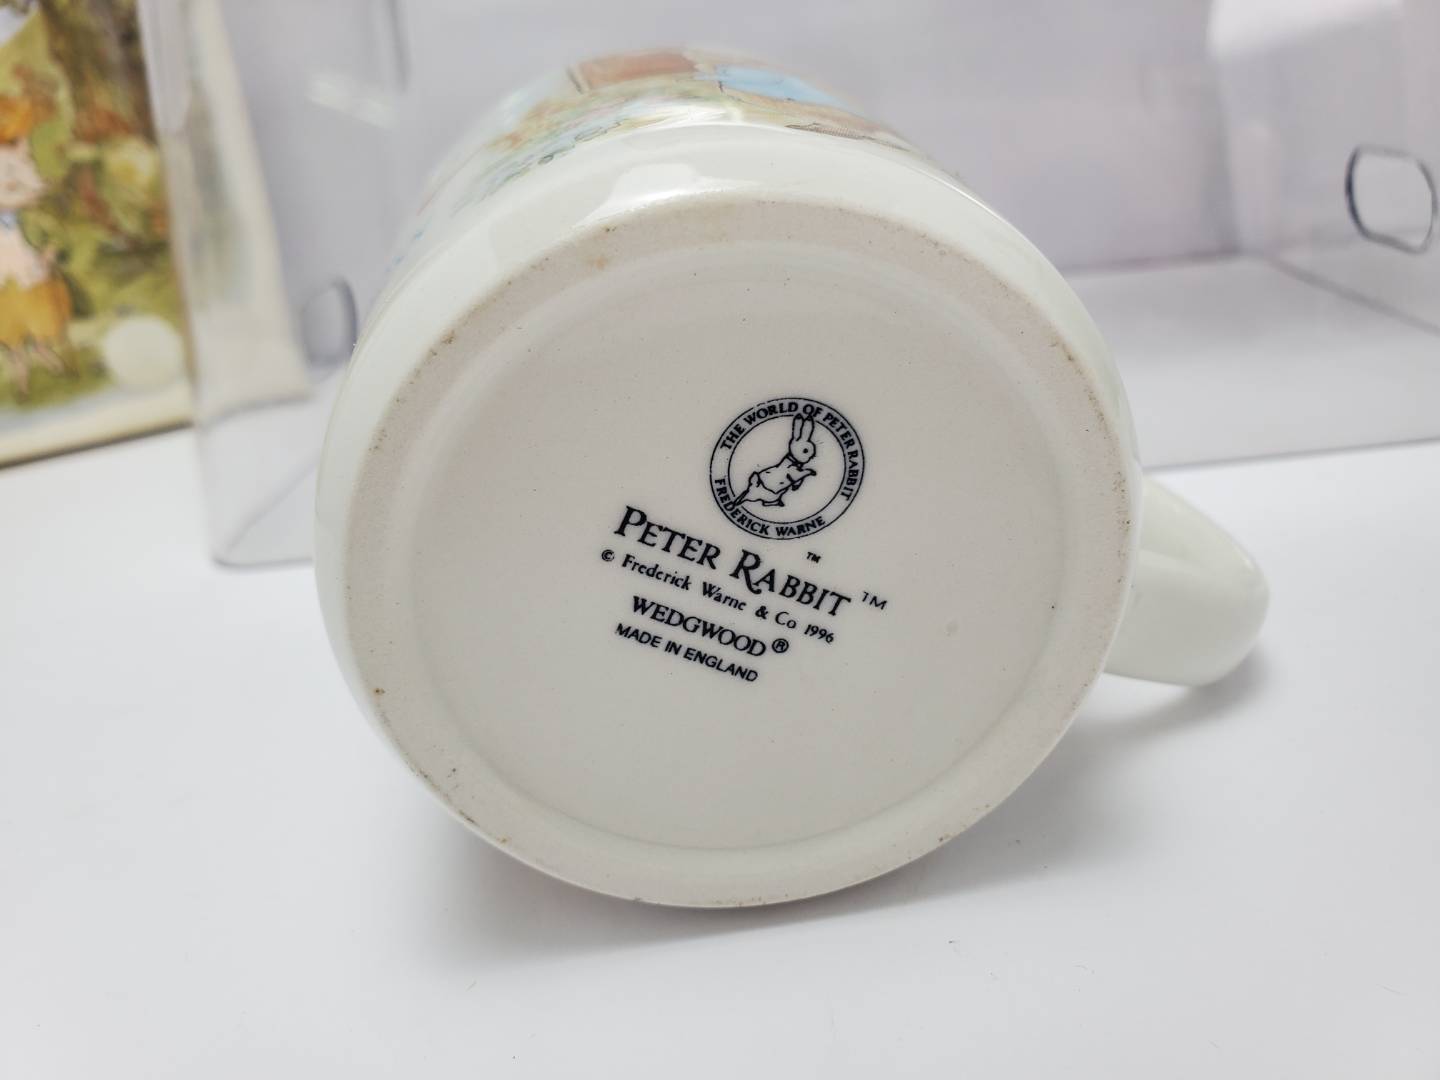 THE WORLD OF PETER RABBIT
FREDERICK WARNE
™
PETER RABBIT ™
© Frederick Warne & Co 1996
WEDGWOOD ®
MADE IN ENGLAND